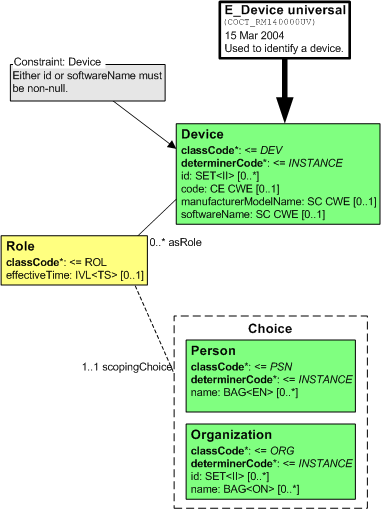 E_Device universal
(COCT_RM140000UV)
15 Mar 2004
Used to identify a device.
Constraint: Device
Either id or softwareName must
be non-null.
Device
classCode*: <= DEV
determinerCode*: <= INSTANCE
id: SET<II> [0..*]
code: CE CWE [0..1]
manufacturerModelName: SC CWE [0..1]
softwareName: SC CWE [0..1]
0..* asRole
Role
classCode*: <= ROL
effectiveTime: IVL<TS> [0..1]
1..1 scopingChoice
Choice
Person
classCode*: <= PSN
determinerCode*: <= INSTANCE
name: BAG<EN> [0..*]
Organization
classCode*: <= ORG
determinerCode*: <= INSTANCE
id: SET<II> [0..*]
name: BAG<ON> [0..*]